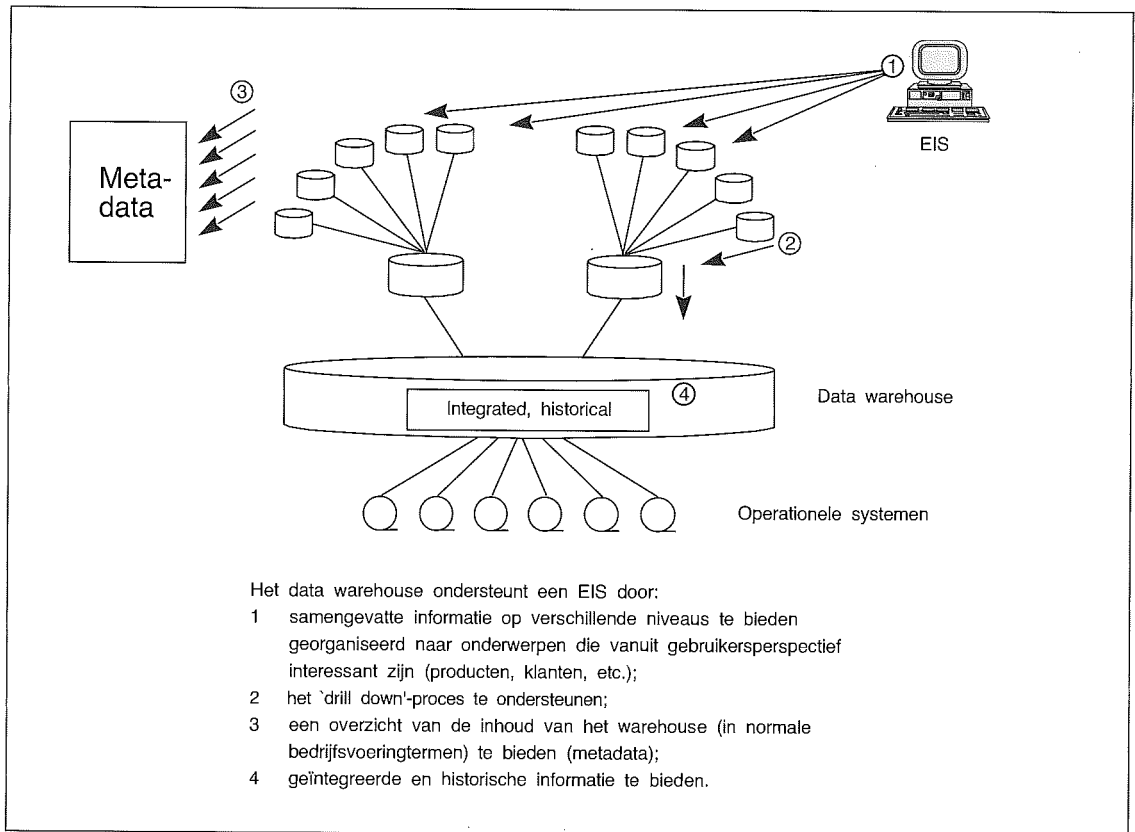 ①
EIS
③
Meta-
data
②
④
Integrated, historical
Data warehouse
Operationele systemen
Het data warehouse ondersteunt een EIS door:
1 samengevatte informatie op verschillende niveaus te bieden
georganiseerd naar onderwerpen die vanuit gebruikersperspectief
interessant zijn (producten, klanten, etc.);
2 het `drill down'-proces te ondersteunen;
3 een overzicht van de inhoud van het warehouse (in normale
bedrijfsvoeringtermen) te bieden (metadata);
4 geïntegreerde en historische informatie te bieden.